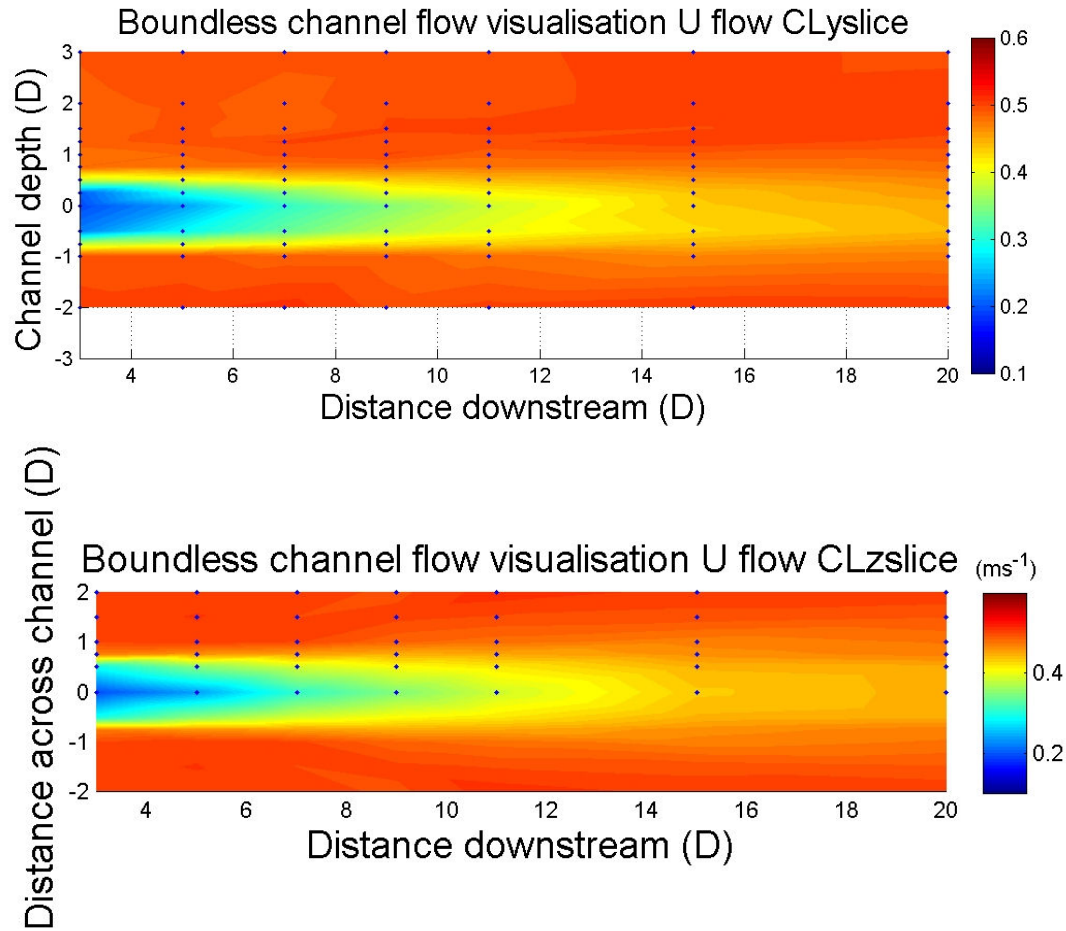 Boundless channel flow visualisation U flow CLyslice
Channel depth (D)
3
2
1
0
-1
-2
-3
4 6 8 10 12 14 16 18 20
Distance downstream (D)
0.6
0.5
0.4
0.3
0.2
0.1
Boundless channel flow visualisation U flow CLzslice
(ms⁻¹)
Distance across channel (D)
2
1
0
-1
-2
4 6 8 10 12 14 16 18 20
Distance downstream (D)
0.4
0.2